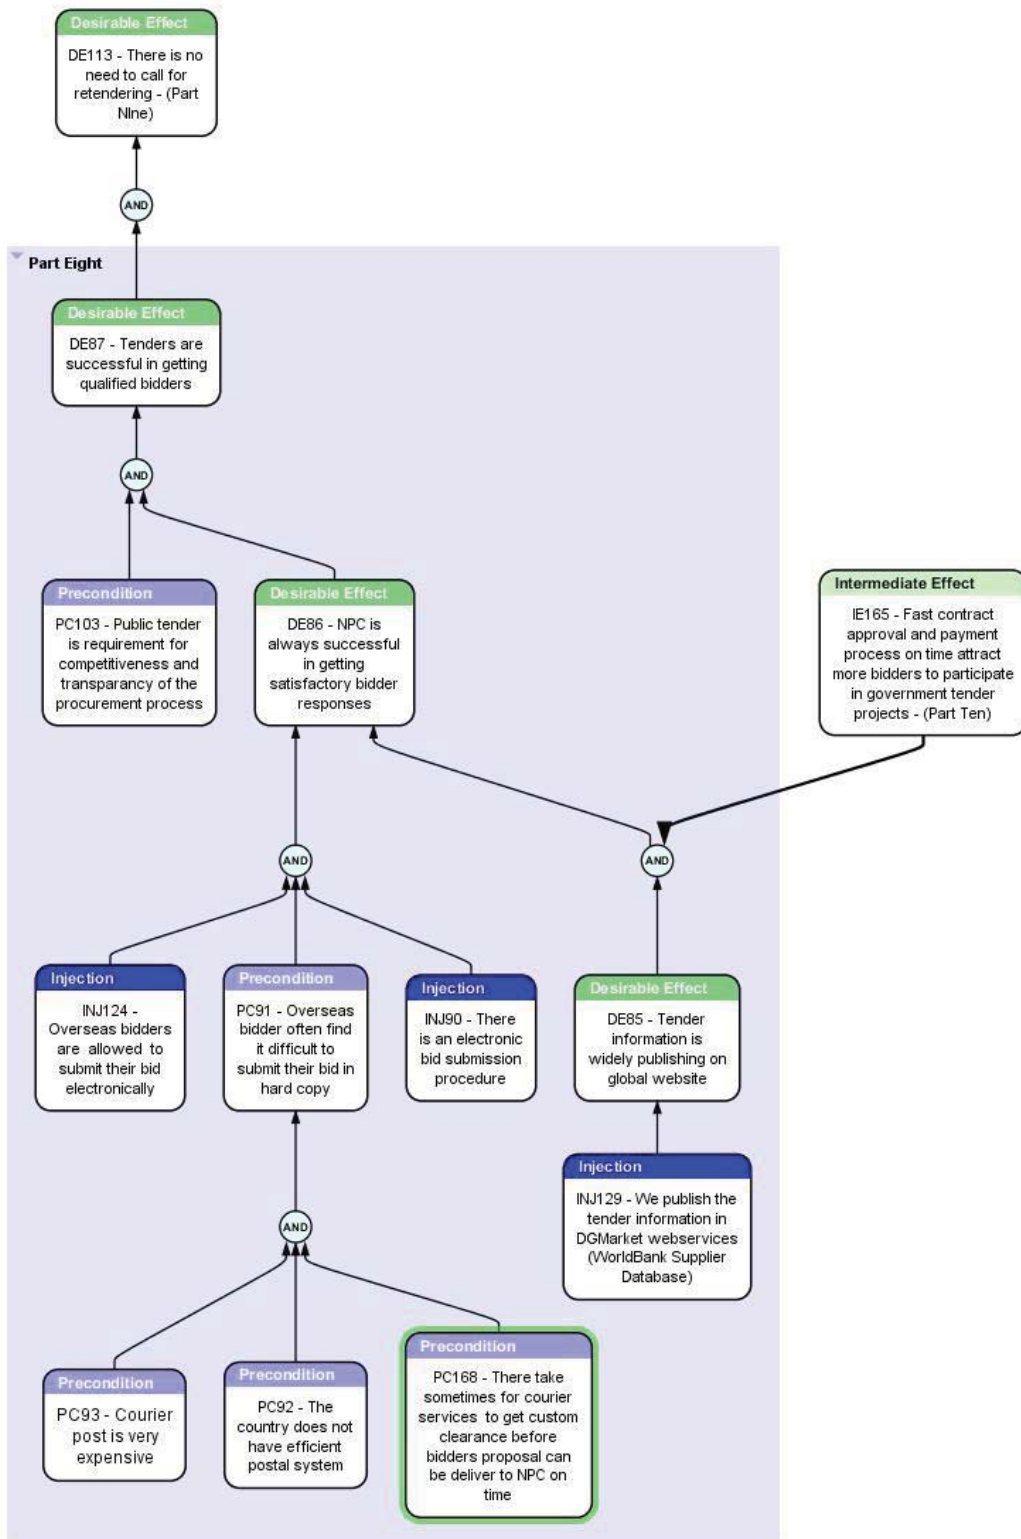 Desirable Effect
DE113 - There is no
need to call for
retendering - (Part
NIne)
AND
Part Eight
Desirable Effect
DE87 - Tenders are
successful in getting
qualified bidders
AND
Precondition
PC103 - Public tender
is requirement for
competitiveness and
transparancy of the
procurement process
Desirable Effect
DE86 - NPC is
always successful
in getting
satisfactory bidder
responses
Intermediate Effect
IE165 - Fast contract
approval and payment
process on time attract
more bidders to participate
in government tender
projects - (Part Ten)
AND
AND
Injection
INJ124 -
Overseas bidders
are allowed to
submit their bid
electronically
Precondition
PC91 - Overseas
bidder often find
it difficult to
submit their bid in
hard copy
Injection
INJ90 - There
is an electronic
bid submission
procedure
Desirable Effect
DE85 - Tender
information is
widely publishing on
global website
Injection
INJ129 - We publish the
tender information in
DGMarket webservices
(WorldBank Supplier
Database)
AND
Precondition
PC93 - Courier
post is very
expensive
Precondition
PC92 - The
country does not
have efficient
postal system
Precondition
PC168 - There take
sometimes for courier
services to get custom
clearance before
bidders proposal can
be deliver to NPC on
time